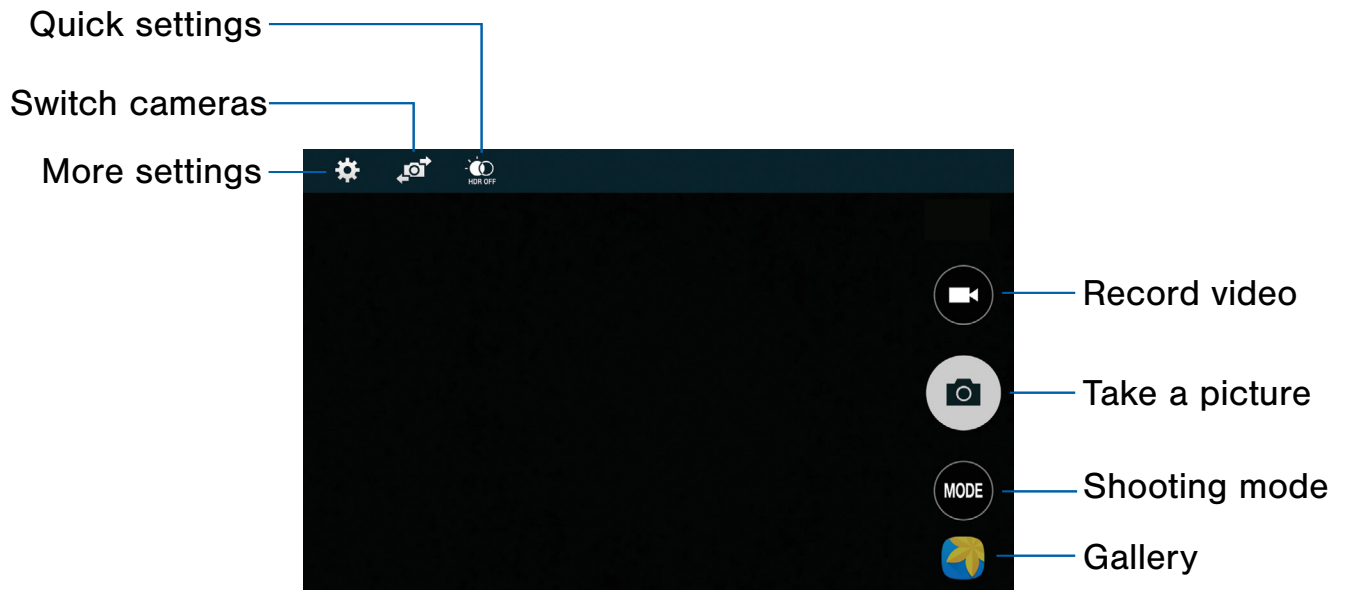 Quick settings
Switch cameras
More settings
HDR OFF
Record video
Take a picture
MODE
Shooting mode
Gallery